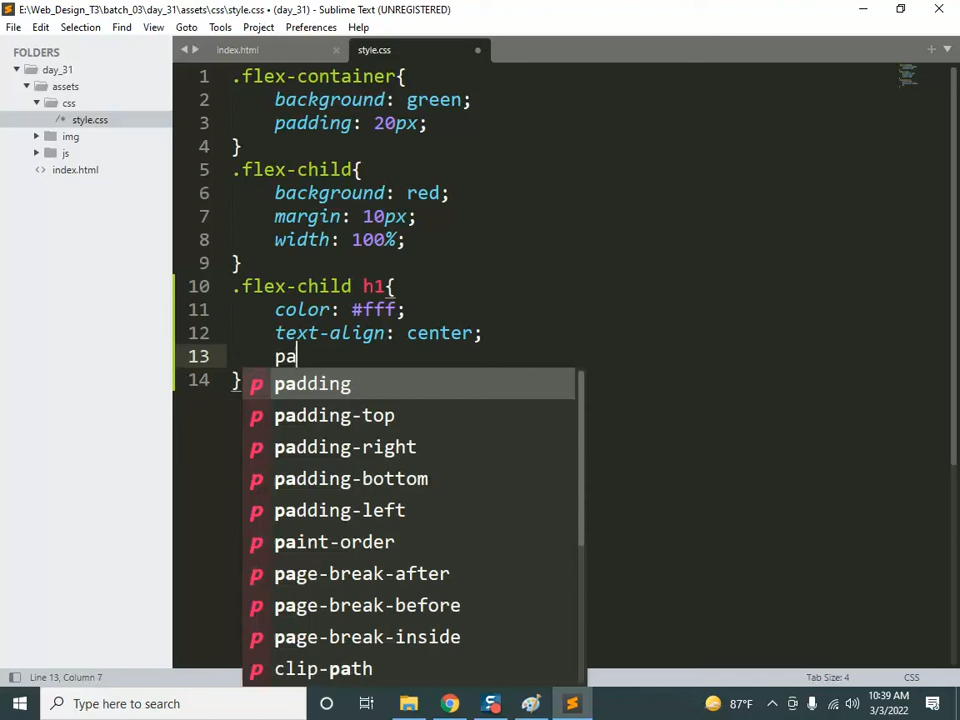 E:\Web_Design_T3\batch_03\day_31\assets\css\style.css • (day_31) - Sublime Text (UNREGISTERED)
File Edit Selection Find View Goto Tools Project Preferences Help
FOLDERS
day_31
assets
css
/* style.css
img
js
<> index.html
index.html × style.css
1 .flex-container{
2 background: green;
3 padding: 20px;
4 }
5 .flex-child{
6 background: red;
7 margin: 10px;
8 width: 100%;
9 }
10 .flex-child h1{
11 color: #fff;
12 text-align: center;
13 pa
14 }
p padding
p padding-top
p padding-right
p padding-bottom
p padding-left
p paint-order
p page-break-after
p page-break-before
p page-break-inside
p clip-path
Line 13, Column 7
Tab Size: 4
CSS
Type here to search
87°F
10:39 AM
3/3/2022